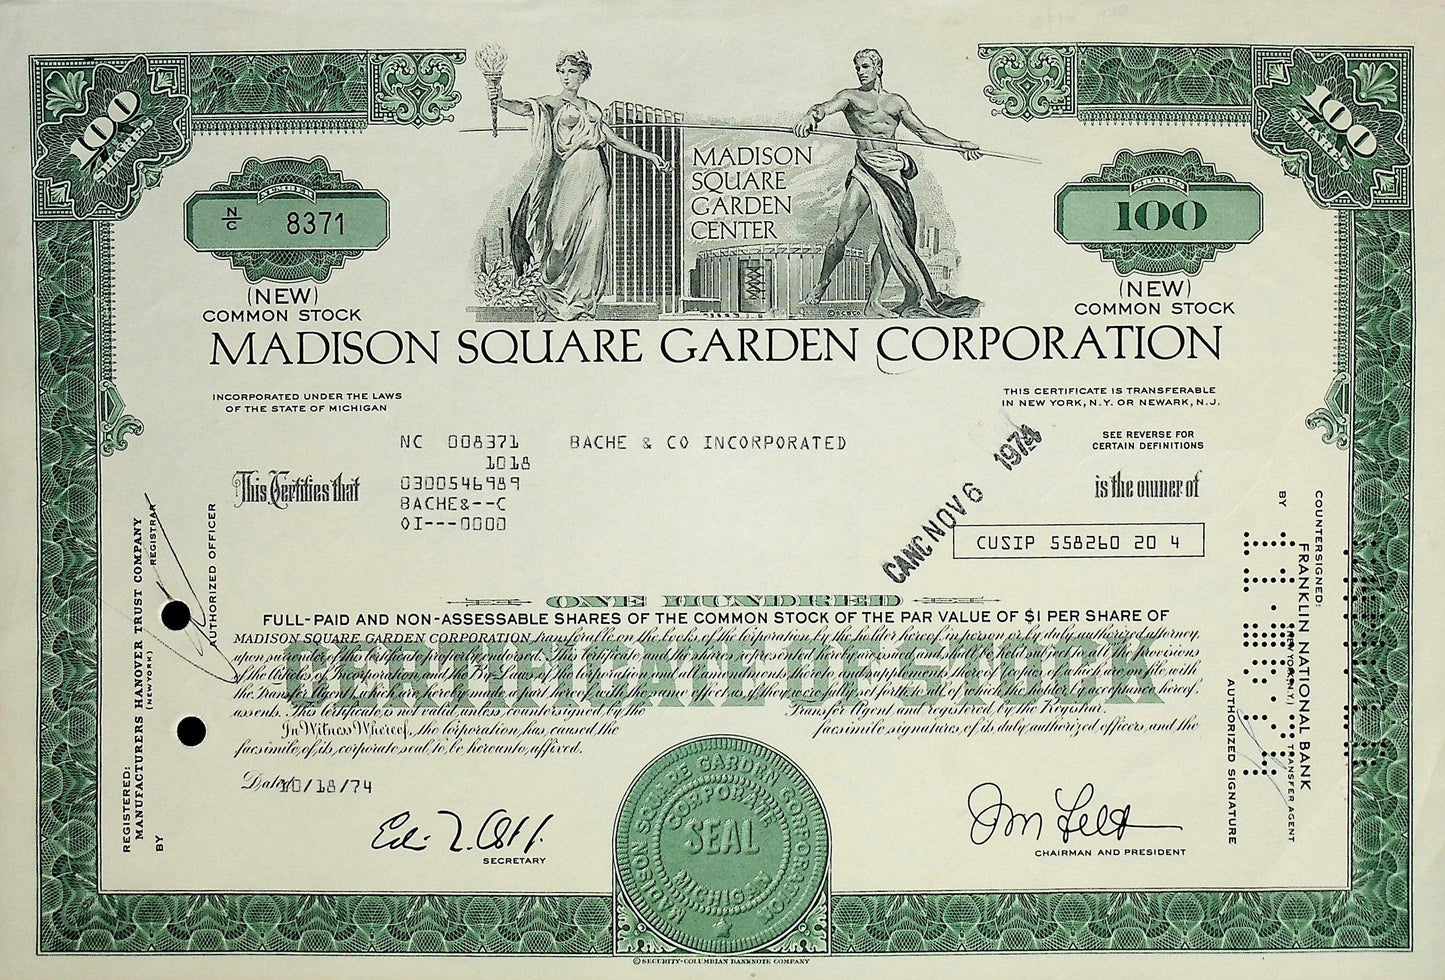 100
SHARES
100
SHARES
MADISON
SQUARE
GARDEN
CENTER
©SCBCO
NUMBER
N/C 8371
SHARES
100
(NEW)
COMMON STOCK
(NEW)
COMMON STOCK
MADISON SQUARE GARDEN CORPORATION
INCORPORATED UNDER THE LAWS
OF THE STATE OF MICHIGAN
THIS CERTIFICATE IS TRANSFERABLE
IN NEW YORK, N.Y. OR NEWARK, N.J.
NC 008371 BACHE & CO INCORPORATED
1018
SEE REVERSE FOR
CERTAIN DEFINITIONS
This Certifies that
0300546989
BACHE&--C
OI---0000
is the owner of
CANC NOV 6 1974
CUSIP 558260 20 4
ONE HUNDRED
FULL-PAID AND NON-ASSESSABLE SHARES OF THE COMMON STOCK OF THE PAR VALUE OF $1 PER SHARE OF
CERTIFICATE OF STOCK
MADISON SQUARE GARDEN CORPORATION transferable on the books of the Corporation by the holder hereof in person or by duly authorized attorney,
upon surrender of this certificate properly endorsed. This certificate and the shares represented hereby are issued and shall be held subject to all the provisions
of the Articles of Incorporation and the By-Laws of the Corporation and all amendments thereto and supplements thereof (copies of which are on file with
the Transfer Agent) which are hereby made a part hereof with the same effect as if they were fully set forth, to all of which the holder by acceptance hereof,
assents. This certificate is not valid unless countersigned by the Transfer Agent and registered by the Registrar.
In Witness Whereof, the Corporation has caused the facsimile signatures of its duly authorized officers and the
facsimile of its corporate seal to be hereunto affixed.
Dated 10/18/74
SECRETARY
CHAIRMAN AND PRESIDENT
MADISON SQUARE GARDEN CORPORATION
CORPORATE
SEAL
MICHIGAN
REGISTERED:
MANUFACTURERS HANOVER TRUST COMPANY
(NEW YORK)
REGISTRAR
BY
AUTHORIZED OFFICER
COUNTERSIGNED:
FRANKLIN NATIONAL BANK
(NEW YORK, N.Y.)
TRANSFER AGENT
BY
AUTHORIZED SIGNATURE
© SECURITY-COLUMBIAN BANKNOTE COMPANY